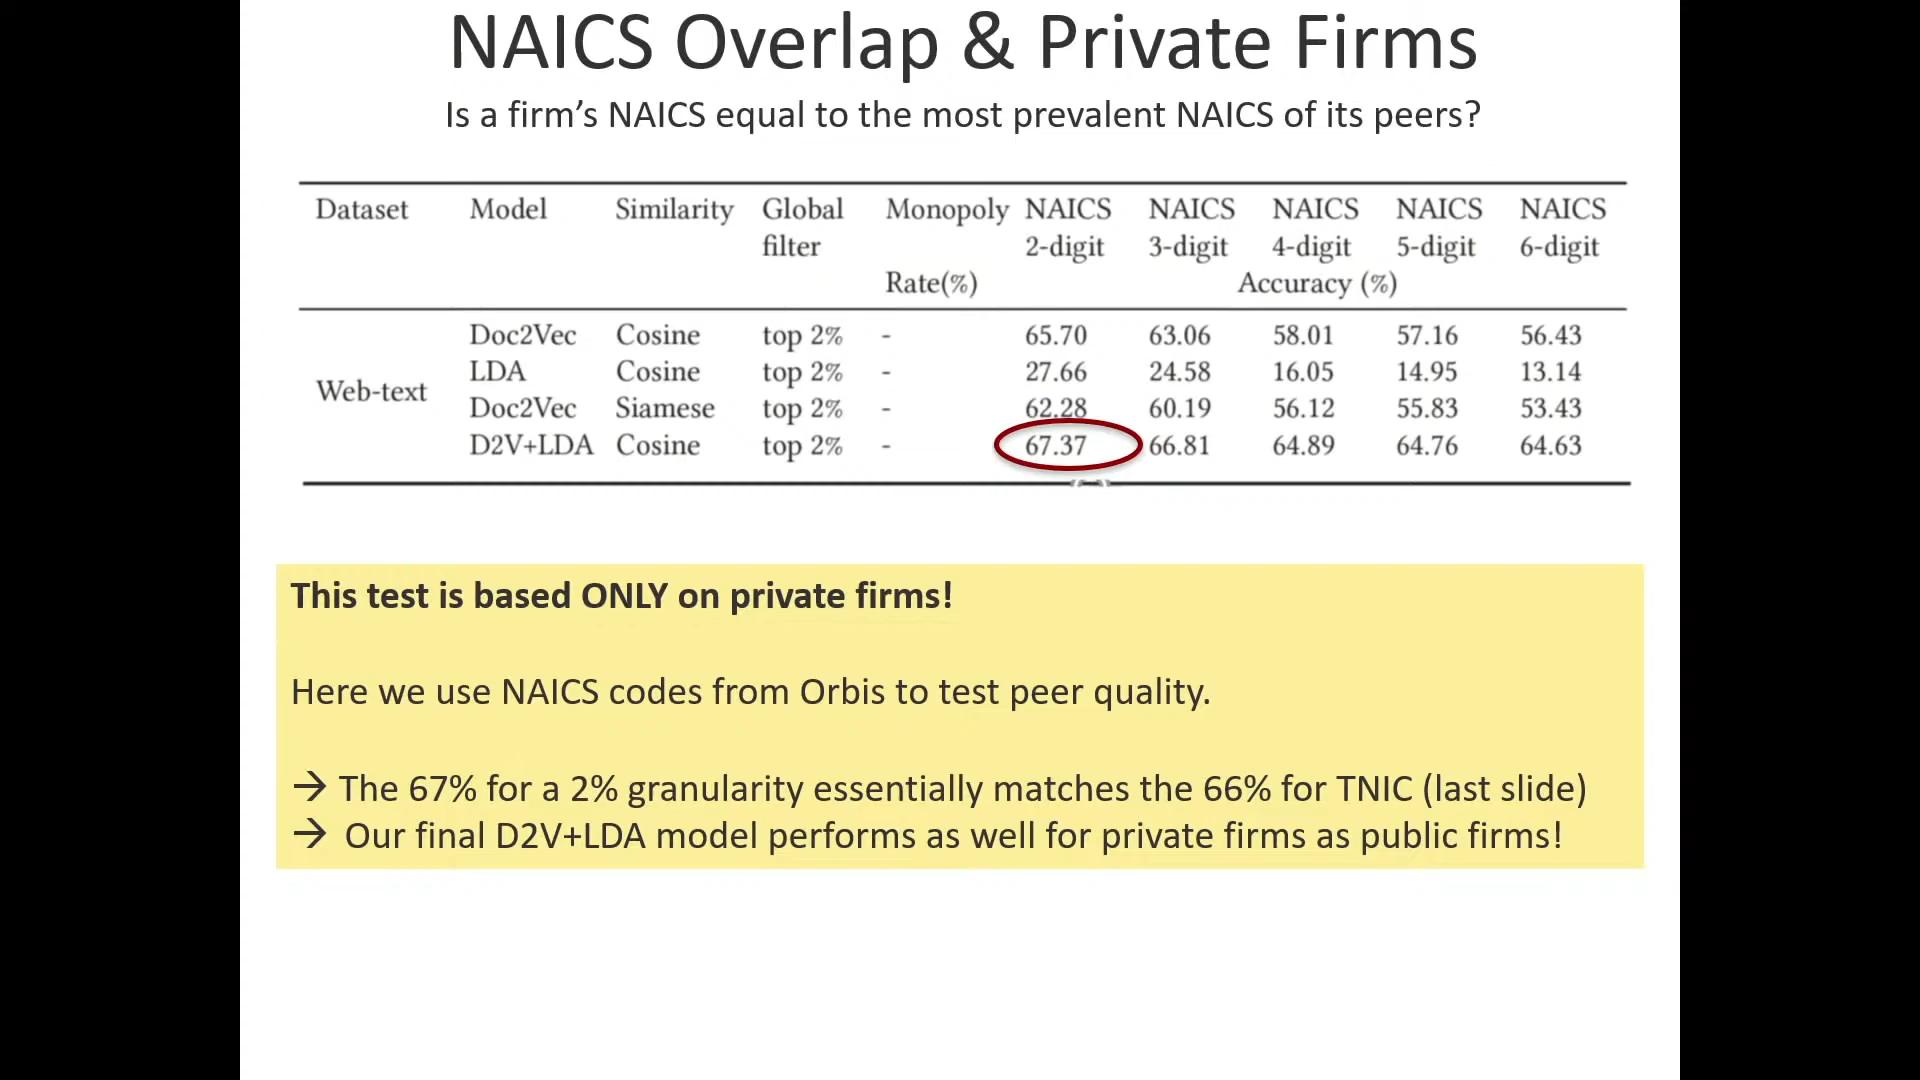 NAICS Overlap & Private Firms
Is a firm's NAICS equal to the most prevalent NAICS of its peers?
Dataset Model Similarity Global filter Monopoly NAICS 2-digit NAICS 3-digit NAICS 4-digit NAICS 5-digit NAICS 6-digit
Rate(%) Accuracy (%)
Web-text
Doc2Vec Cosine top 2% - 65.70 63.06 58.01 57.16 56.43
LDA Cosine top 2% - 27.66 24.58 16.05 14.95 13.14
Doc2Vec Siamese top 2% - 62.28 60.19 56.12 55.83 53.43
D2V+LDA Cosine top 2% - 67.37 66.81 64.89 64.76 64.63
This test is based ONLY on private firms!
Here we use NAICS codes from Orbis to test peer quality.
→ The 67% for a 2% granularity essentially matches the 66% for TNIC (last slide)
→ Our final D2V+LDA model performs as well for private firms as public firms!